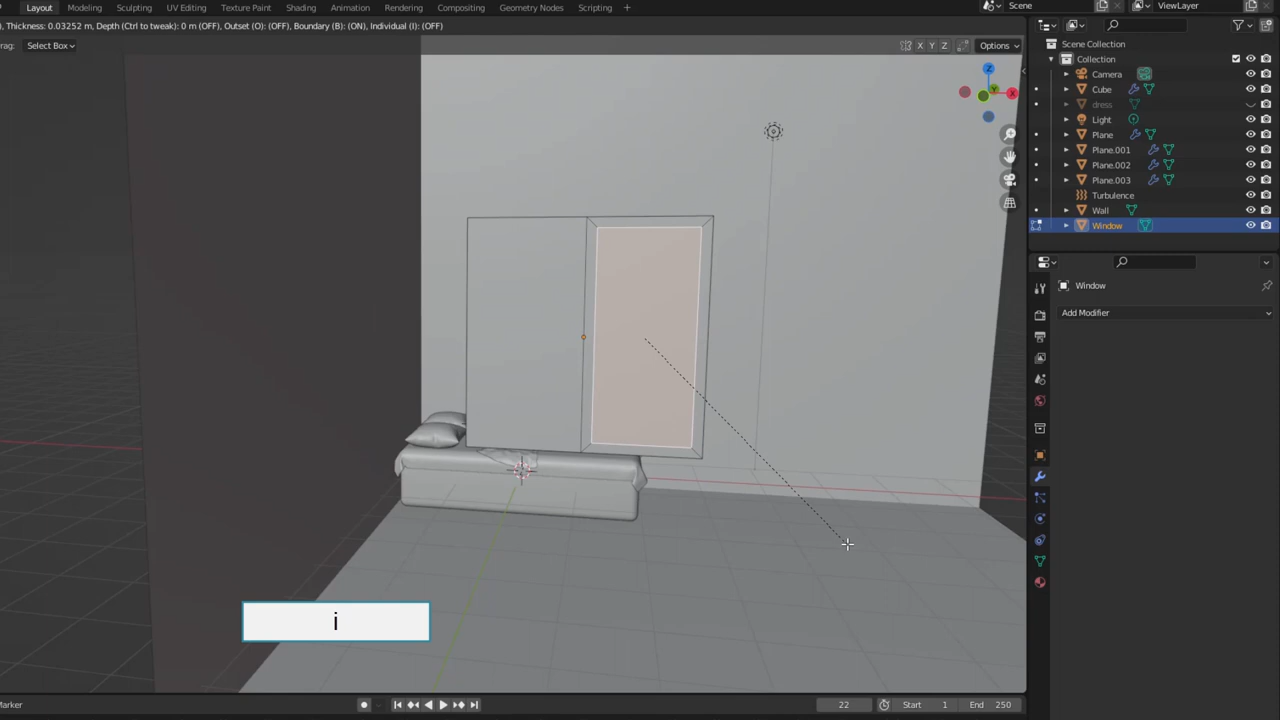 Layout Modeling Sculpting UV Editing Texture Paint Shading Animation Rendering Compositing Geometry Nodes Scripting + Scene ViewLayer
), Thickness: 0.03252 m, Depth (Ctrl to tweak): 0 m (OFF), Outset (O): (OFF), Boundary (B): (ON), Individual (I): (OFF)
rag: Select Box X Y Z Options
Scene Collection
Collection
Camera
Cube
dress
Light
Plane
Plane.001
Plane.002
Plane.003
Turbulence
Wall
Window
Z
Y
X
Window
Add Modifier
i
Marker 22 Start 1 End 250